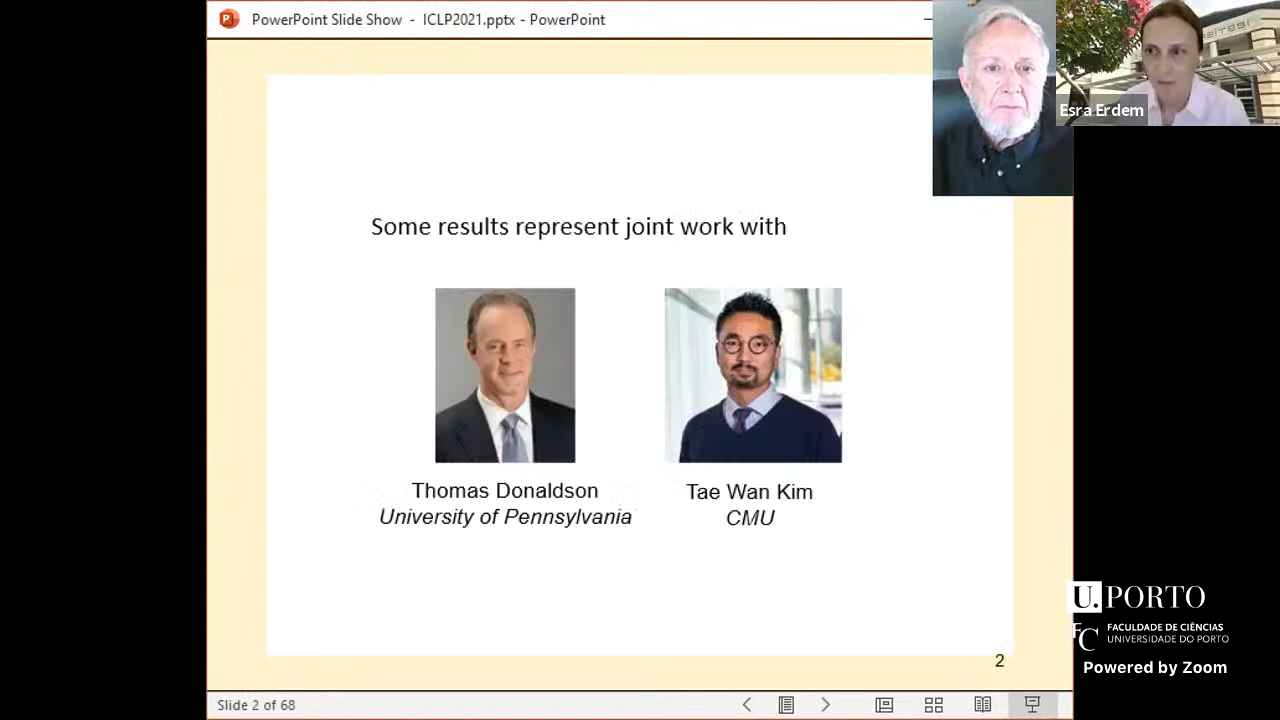 PowerPoint Slide Show - ICLP2021.pptx - PowerPoint
Esra Erdem
Some results represent joint work with
Thomas Donaldson
University of Pennsylvania
Tae Wan Kim
CMU
U.PORTO
FC FACULDADE DE CIÊNCIAS
UNIVERSIDADE DO PORTO
2
Powered by Zoom
Slide 2 of 68